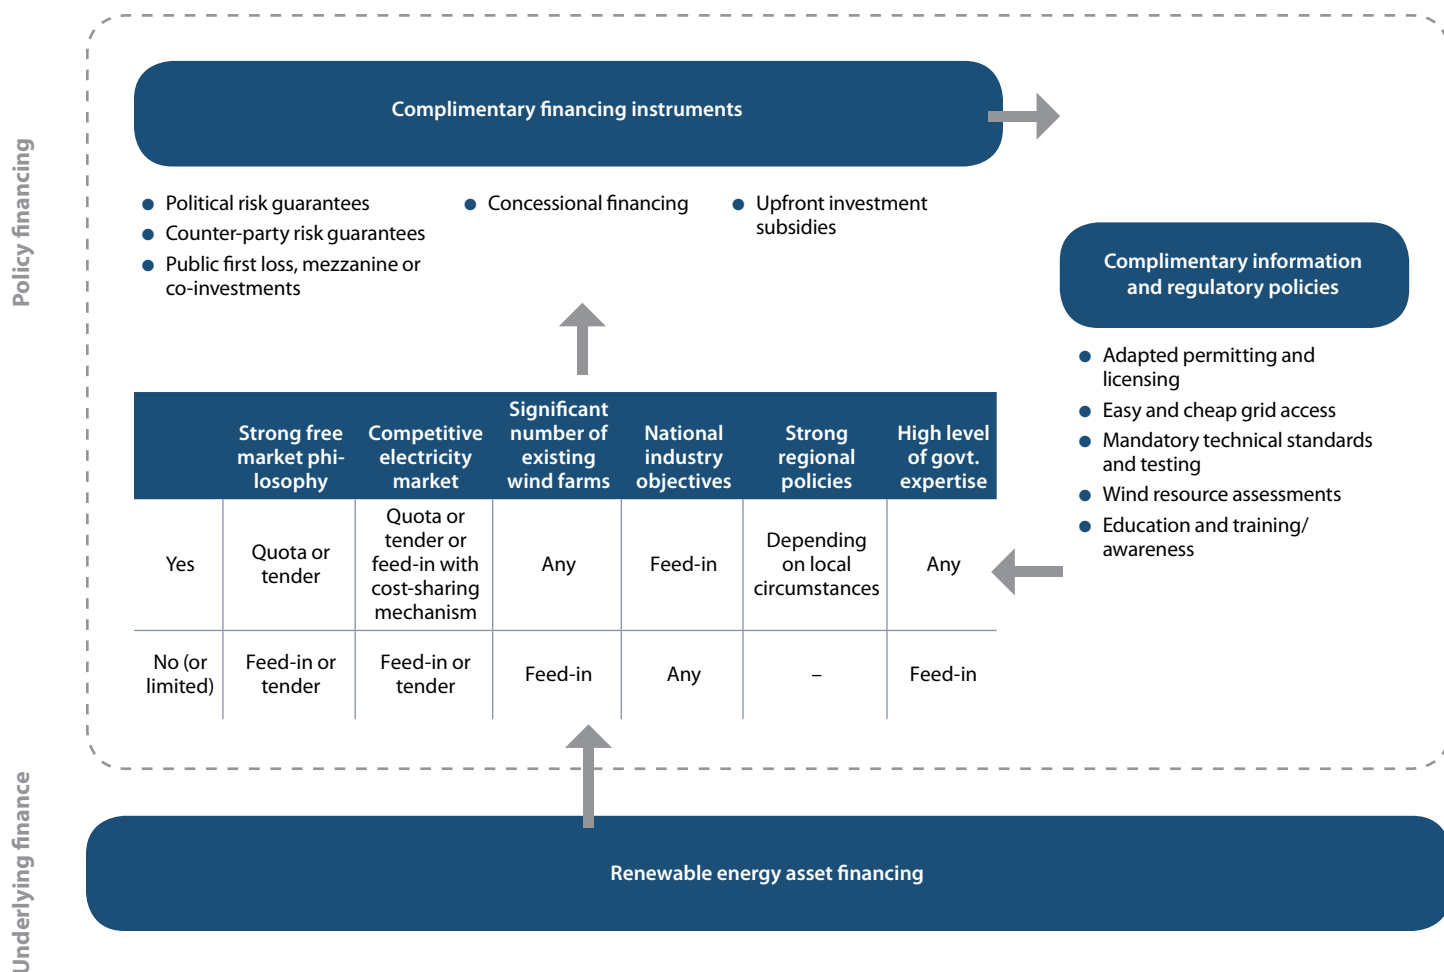 Policy financing
Complimentary financing instruments
● Political risk guarantees
● Counter-party risk guarantees
● Public first loss, mezzanine or
co-investments
● Concessional financing
● Upfront investment
subsidies
Complimentary information
and regulatory policies
● Adapted permitting and
licensing
● Easy and cheap grid access
● Mandatory technical standards
and testing
● Wind resource assessments
● Education and training/
awareness
Strong free
market phi-
losophy
Competitive
electricity
market
Significant
number of
existing
wind farms
National
industry
objectives
Strong
regional
policies
High level
of govt.
expertise
Yes
Quota or
tender
Quota or
tender or
feed-in with
cost-sharing
mechanism
Any
Feed-in
Depending
on local
circumstances
Any
No (or
limited)
Feed-in or
tender
Feed-in or
tender
Feed-in
Any
–
Feed-in
Underlying finance
Renewable energy asset financing